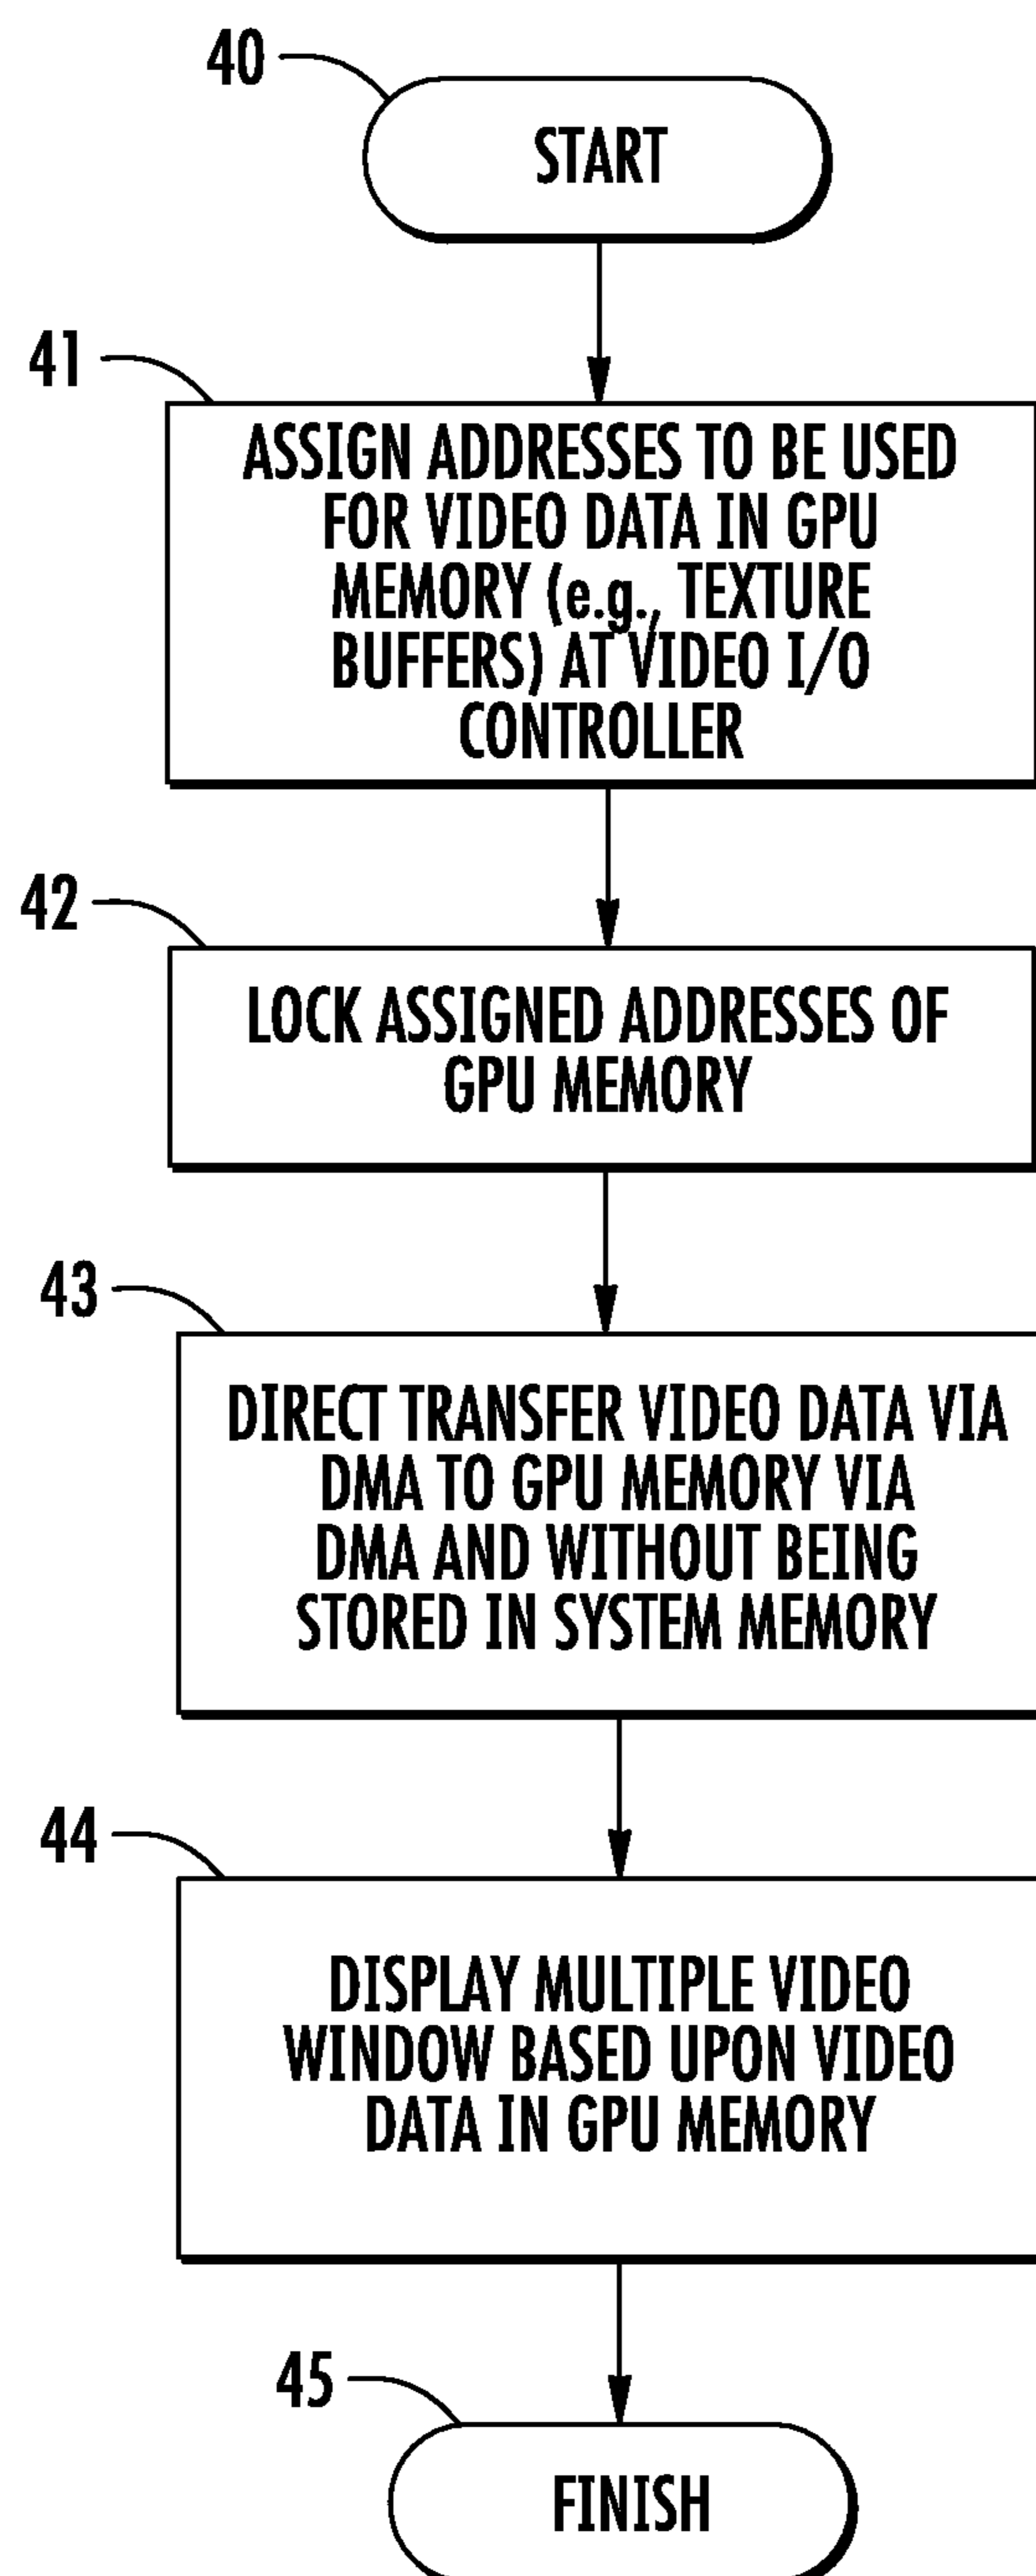 40
START
41
ASSIGN ADDRESSES TO BE USED
FOR VIDEO DATA IN GPU
MEMORY (e.g., TEXTURE
BUFFERS) AT VIDEO I/O
CONTROLLER
42
LOCK ASSIGNED ADDRESSES OF
GPU MEMORY
43
DIRECT TRANSFER VIDEO DATA VIA
DMA TO GPU MEMORY VIA
DMA AND WITHOUT BEING
STORED IN SYSTEM MEMORY
44
DISPLAY MULTIPLE VIDEO
WINDOW BASED UPON VIDEO
DATA IN GPU MEMORY
45
FINISH